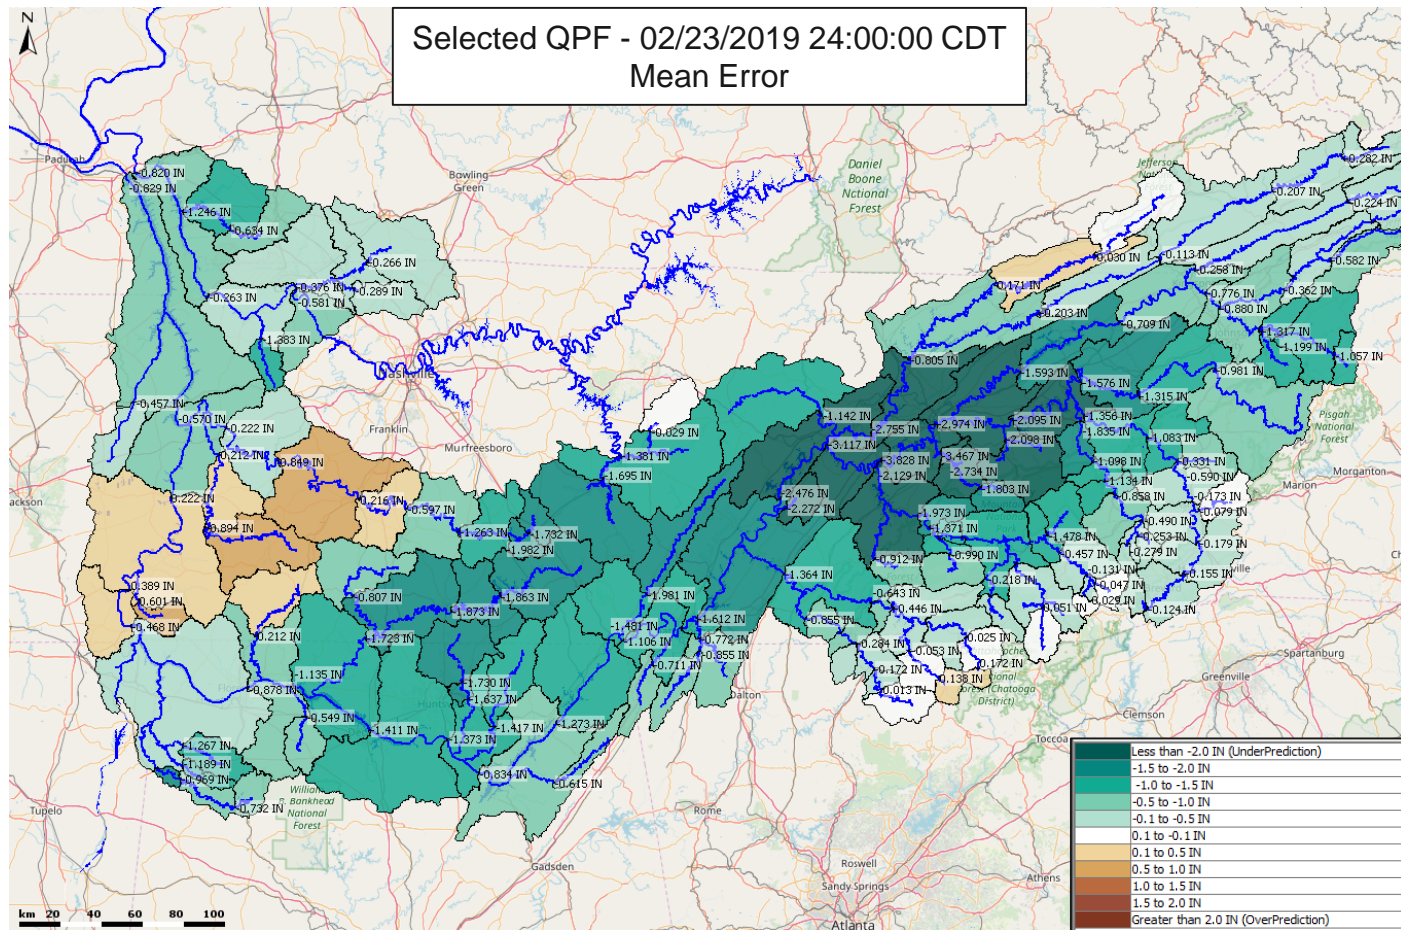 Selected QPF - 02/23/2019 24:00:00 CDT
Mean Error
N
Paducah
Bowling
Green
Daniel
Boone
National
Forest
Jefferson
-0.820 IN
-0.829 IN
-1.246 IN
-0.634 IN
-0.266 IN
-0.376 IN
-0.289 IN
-0.263 IN
-0.581 IN
-1.383 IN
-0.282 IN
-0.207 IN
-0.224 IN
-0.030 IN
-0.113 IN
-0.258 IN
-0.582 IN
0.171 IN
-0.776 IN
-0.362 IN
-0.203 IN
-0.880 IN
-0.709 IN
-1.317 IN
-1.199 IN
-1.057 IN
Nashville
-0.805 IN
-1.593 IN
-1.576 IN
-0.981 IN
-1.315 IN
-0.457 IN
-0.570 IN
-0.222 IN
Franklin
Murfreesboro
-0.029 IN
-1.142 IN
-2.755 IN
-2.974 IN
-2.095 IN
-1.356 IN
-1.835 IN
Pisgah
National
Forest
-0.212 IN
0.849 IN
-1.381 IN
-1.695 IN
-3.117 IN
-2.098 IN
-1.083 IN
-3.828 IN
-3.467 IN
-2.129 IN
-2.734 IN
-1.098 IN
-0.331 IN
-1.134 IN
-0.590 IN
Morganton
Marion
Jackson
0.222 IN
0.216 IN
-0.597 IN
-2.476 IN
-2.272 IN
-1.803 IN
-0.858 IN
-0.173 IN
-0.079 IN
0.894 IN
-1.263 IN
-1.732 IN
-1.982 IN
-1.973 IN
-1.371 IN
-1.478 IN
-0.490 IN
-0.253 IN
-0.179 IN
-0.912 IN
-0.990 IN
-0.457 IN
-0.279 IN
0.389 IN
0.601 IN
-0.468 IN
-0.807 IN
-1.863 IN
-1.873 IN
-1.981 IN
-1.364 IN
-0.218 IN
-0.131 IN
-0.155 IN
-0.047 IN
-0.643 IN
-0.446 IN
-0.051 IN
-0.029 IN
-0.124 IN
0.212 IN
-1.723 IN
-1.481 IN
-1.106 IN
-1.612 IN
-0.772 IN
-0.855 IN
-0.855 IN
-0.284 IN
-0.025 IN
-0.053 IN
Spartanburg
-1.135 IN
-0.711 IN
-0.172 IN
0.172 IN
Greenville
-0.878 IN
-1.730 IN
-1.637 IN
Dalton
-0.013 IN
0.138 IN
(Chatooga
District)
Clemson
-0.549 IN
-1.411 IN
-1.417 IN
-1.273 IN
-1.373 IN
Toccoa
-1.267 IN
-1.189 IN
-0.969 IN
-0.834 IN
-0.615 IN
-0.732 IN
Bankhead
National
Forest
Tupelo
Rome
Gadsden
Roswell
Sandy Springs
Athens
Atlanta
Less than -2.0 IN (UnderPrediction)
-1.5 to -2.0 IN
-1.0 to -1.5 IN
-0.5 to -1.0 IN
-0.1 to -0.5 IN
0.1 to -0.1 IN
0.1 to 0.5 IN
0.5 to 1.0 IN
1.0 to 1.5 IN
1.5 to 2.0 IN
Greater than 2.0 IN (OverPrediction)
km 20 40 60 80 100